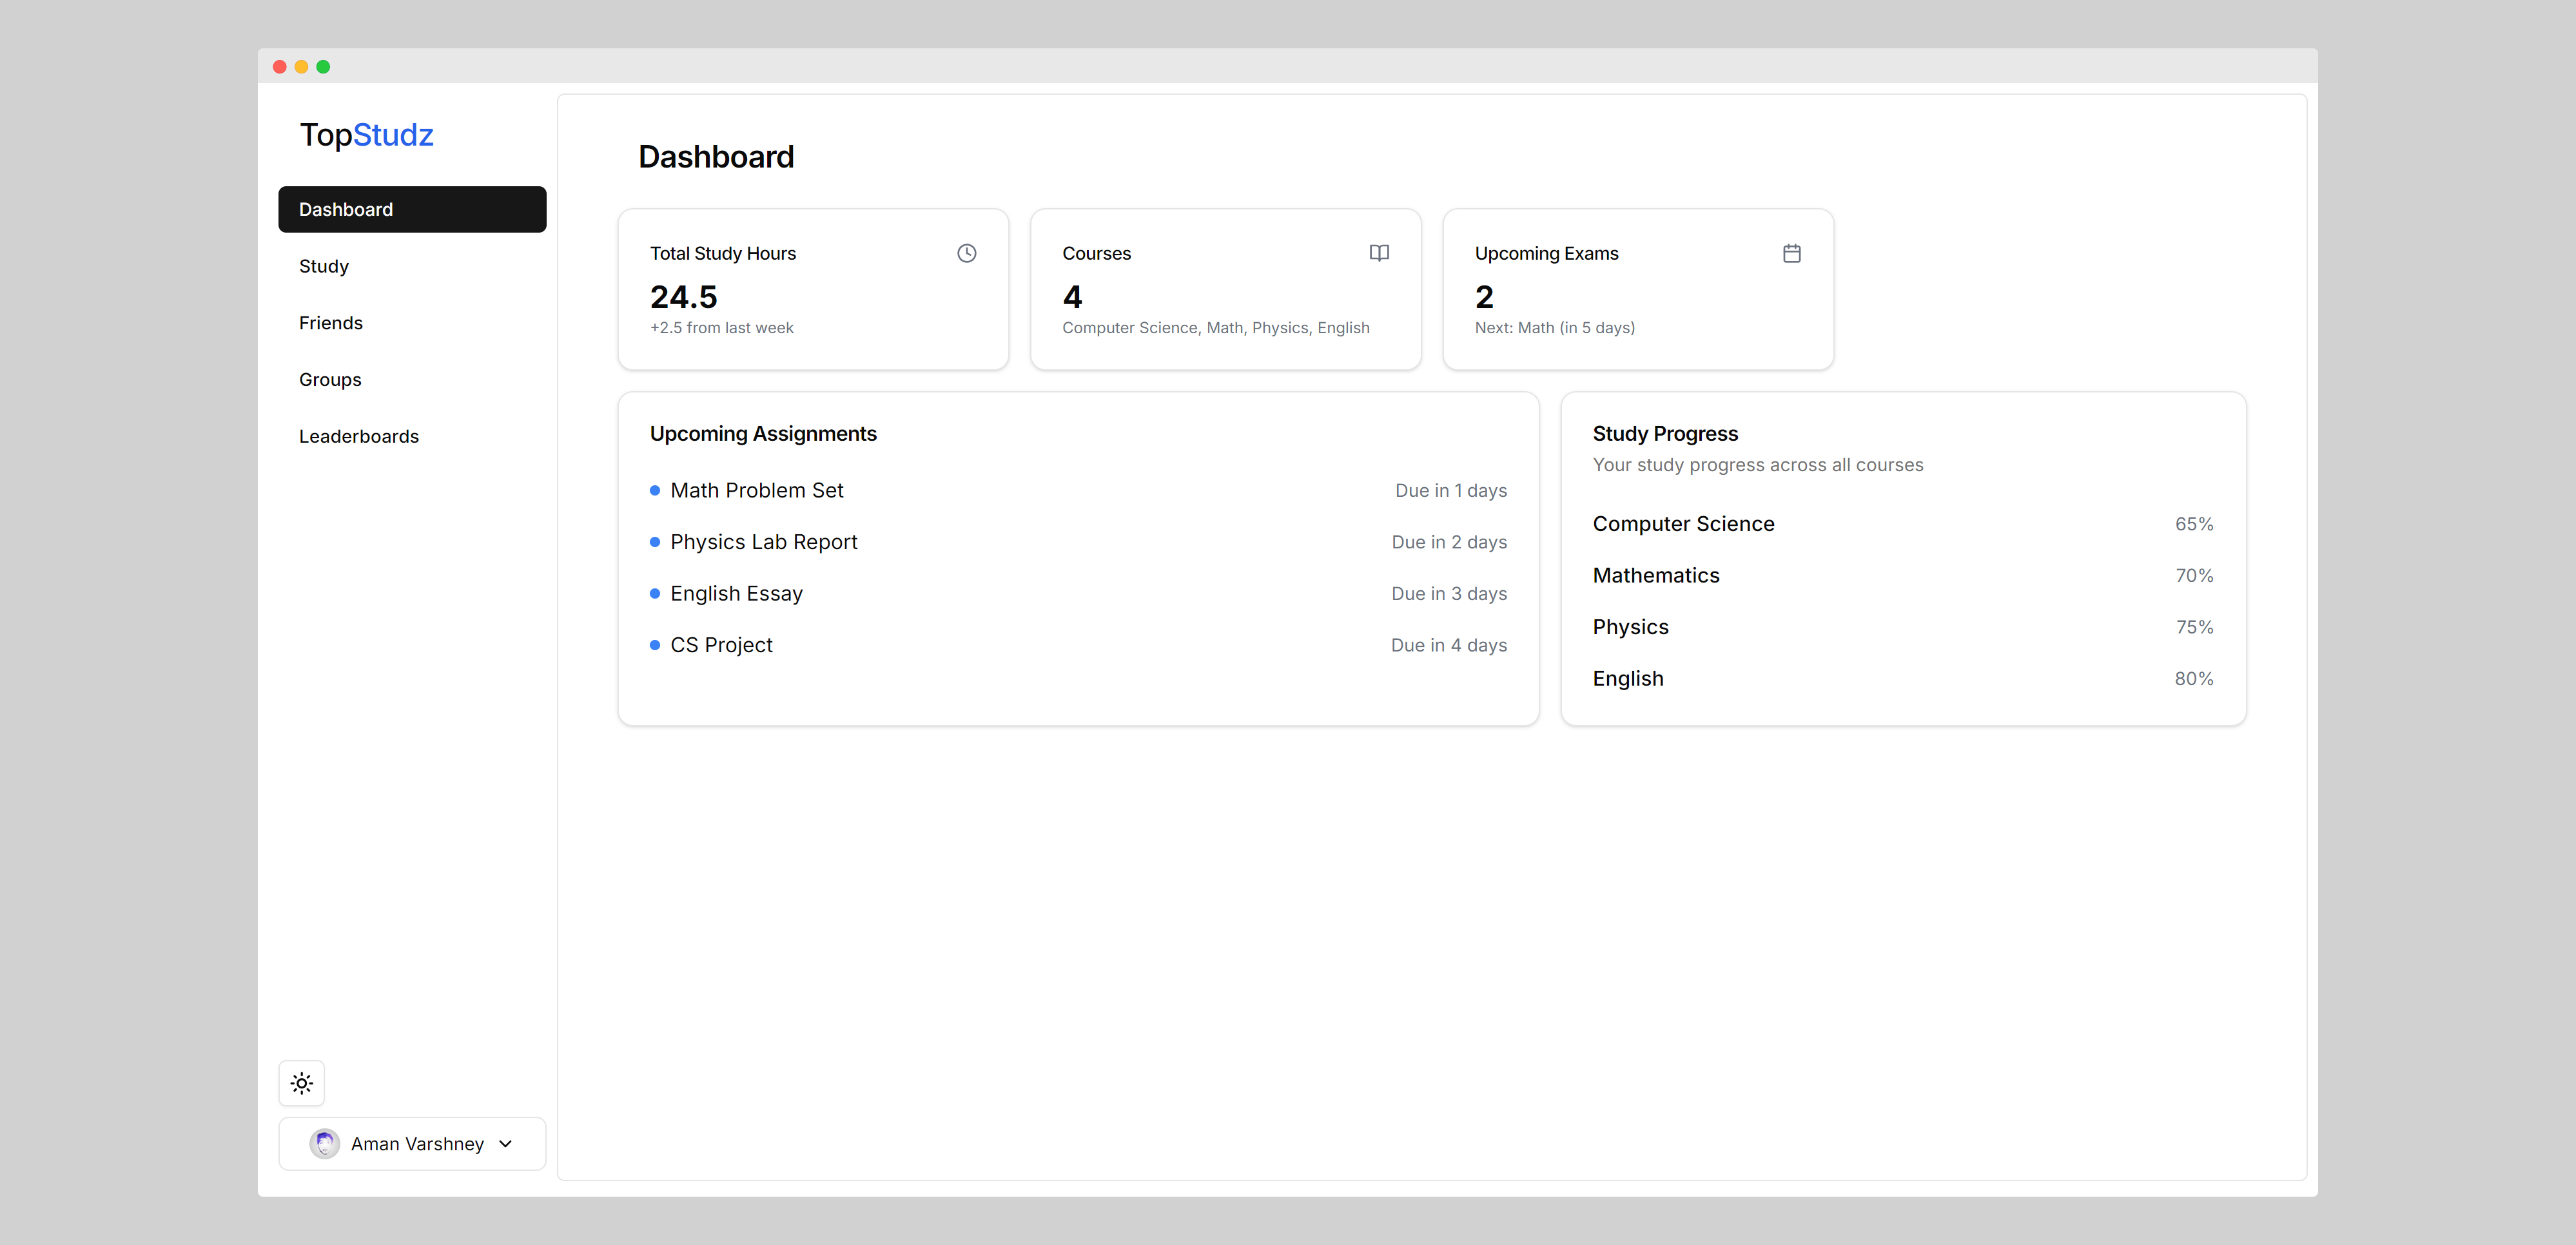 TopStudz
Dashboard
Study
Friends
Groups
Leaderboards
Aman Varshney
Dashboard
Total Study Hours
24.5
+2.5 from last week
Courses
4
Computer Science, Math, Physics, English
Upcoming Exams
2
Next: Math (in 5 days)
Upcoming Assignments
Math Problem Set Due in 1 days
Physics Lab Report Due in 2 days
English Essay Due in 3 days
CS Project Due in 4 days
Study Progress
Your study progress across all courses
Computer Science 65%
Mathematics 70%
Physics 75%
English 80%